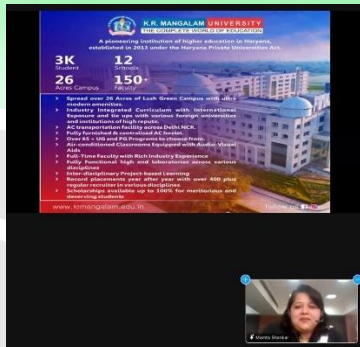 K.R. MANGALAM UNIVERSITY
THE COMPLETE WORLD OF EDUCATION
A pioneering institution of higher education in Haryana,
established in 2013 under the Haryana Private Universities Act.
3K
Student
12
Schools
26
Acres Campus
150+
Faculty
Spread over 26 Acres of Lush Green Campus with ultra
modern amenities.
Industry Integrated Curriculum with International
Exposure and tie ups with various foreign universities
and institutions of high repute.
AC transportation facility across Delhi NCR.
Fully furnished & centralized AC hostel.
Over 65 + UG and PG Programs to choose from.
Air-conditioned Classrooms Equipped with Audio-Visual
Aids
Full-Time Faculty with Rich Industry Experience
Fully Functional high end laboratories across various
disciplines
Inter-disciplinary Project-based Learning
Record placements year after year with over 400 plus
regular recruiter in various disciplines
Scholarships available up to 100% for meritorious and
deserving students
www.krmangalam.edu.in
Follow us
Mamta Shankar